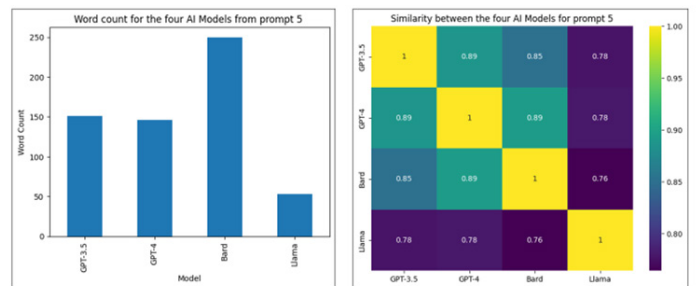 Word count for the four AI Models from prompt 5
250
200
150
100
50
0
Word Count
GPT-3.5
GPT-4
Bard
Llama
Model
Similarity between the four AI Models for prompt 5
GPT-3.5
GPT-4
Bard
Llama
1 0.89 0.85 0.78
0.89 1 0.89 0.78
0.85 0.89 1 0.76
0.78 0.78 0.76 1
GPT-3.5 GPT-4 Bard Llama
1.00
0.95
0.90
0.85
0.80